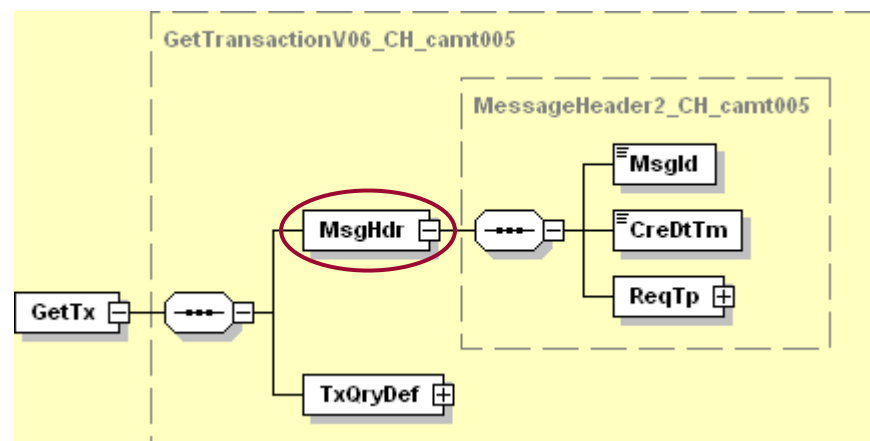 GetTransactionV06_CH_camt005
MessageHeader2_CH_camt005
MsgId
MsgHdr
CreDtTm
ReqTp
GetTx
TxQryDef